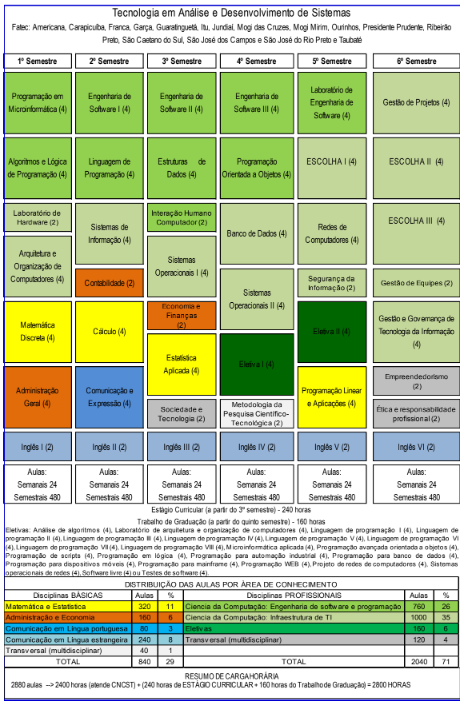 Tecnologia em Análise e Desenvolvimento de Sistemas
Fatec: Americana, Carapicuíba, Franca, Garça, Guaratinguetá, Itu, Jundiaí, Mogi das Cruzes, Mogi Mirim, Ourinhos, Presidente Prudente, Ribeirão
Preto, São Caetano do Sul, São José dos Campos e São José do Rio Preto e Taubaté
1º Semestre 2º Semestre 3º Semestre 4º Semestre 5º Semestre 6º Semestre
Programação em
Microinformática (4)
Engenharia de
Software I (4)
Engenharia de
Software II (4)
Engenharia de
Software III (4)
Laboratório de
Engenharia de
Software (4)
Gestão de Projetos (4)
Algoritmos e Lógica
de Programação (4)
Linguagem de
Programação (4)
Estruturas de
Dados (4)
Programação
Orientada a Objetos (4)
ESCOLHA I (4)
ESCOLHA II (4)
Laboratório de
Hardware (2)
Arquitetura e
Organização de
Computadores (4)
Sistemas de
Informação (4)
Contabilidade (2)
Interação Humano
Computador (2)
Sistemas
Operacionais I (4)
Banco de Dados (4)
Sistemas
Operacionais II (4)
Redes de
Computadores (4)
Segurança da
Informação (2)
ESCOLHA III (4)
Gestão de Equipes (2)
Matemática
Discreta (4)
Cálculo (4)
Economia e
Finanças
(2)
Estatística
Aplicada (4)
Eletiva I (4)
Eletiva II (4)
Gestão e Governança de
Tecnologia da Informação
(4)
Administração
Geral (4)
Comunicação e
Expressão (4)
Sociedade e
Tecnologia (2)
Metodologia da
Pesquisa Científico-
Tecnológica (2)
Programação Linear
e Aplicações (4)
Empreendedorismo
(2)
Ética e responsabilidade
profissional (2)
Inglês I (2) Inglês II (2) Inglês III (2) Inglês IV (2) Inglês V (2) Inglês VI (2)
Aulas: Aulas: Aulas: Aulas: Aulas: Aulas:
Semanais 24 Semanais 24 Semanais 24 Semanais 24 Semanais 24 Semanais 24
Semestrais 480 Semestrais 480 Semestrais 480 Semestrais 480 Semestrais 480 Semestrais 480
Estágio Curricular (a partir do 3º semestre) - 240 horas
Trabalho de Graduação (a partir do quinto semestre) - 160 horas
Eletivas: Análise de algoritmos (4), Laboratório de arquitetura e organização de computadores (4), Linguagem de programação I (4), Linguagem de
programação II (4), Linguagem de programação III (4), Linguagem de programação IV (4), Linguagem de programação V (4), Linguagem de programação VI
(4), Linguagem de programação VII (4), Linguagem de programação VIII (4), Microinformática aplicada (4), Programação avançada orientada a objetos (4),
Programação de scripts (4), Programação em lógica (4), Programação para automação industrial (4), Programação para banco de dados (4),
Programação para dispositivos móveis (4), Programação para mainframe (4), Programação WEB (4), Projeto de redes de computadores (4), Sistemas
operacionais de redes (4), Software livre (4) ou Testes de software (4).
DISTRIBUIÇÃO DAS AULAS POR ÁREA DE CONHECIMENTO
Disciplinas BÁSICAS Aulas % Disciplinas PROFISSIONAIS Aulas %
Matemática e Estatística 320 11 Ciência da Computação: Engenharia de software e programação 760 26
Administração e Economia 160 6 Ciência da Computação: Infraestrutura de TI 1000 35
Comunicação em Língua portuguesa 80 3 Eletivas 160 6
Comunicação em Língua estrangeira 240 8 Transversal (multidisciplinar) 120 4
Transversal (multidisciplinar) 40 1
TOTAL 840 29 TOTAL 2040 71
RESUMO DE CARGA HORÁRIA
2880 aulas --> 2400 horas (atende CNCST) + (240 horas de ESTÁGIO CURRICULAR + 160 horas do Trabalho de Graduação) = 2800 HORAS